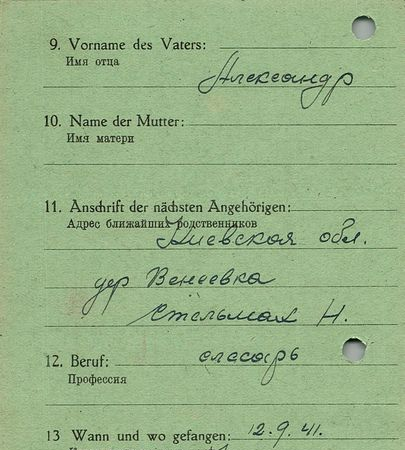 9. Vorname des Vaters:
Имя отца
Александр
10. Name der Mutter:
Имя матери
11. Anschrift der nächsten Angehörigen:
Адрес ближайших родственников
Киевская обл.
дер Венеевка
Стельмах Н.
12. Beruf: слесарь
Профессия
13 Wann und wo gefangen: 12.9.41.